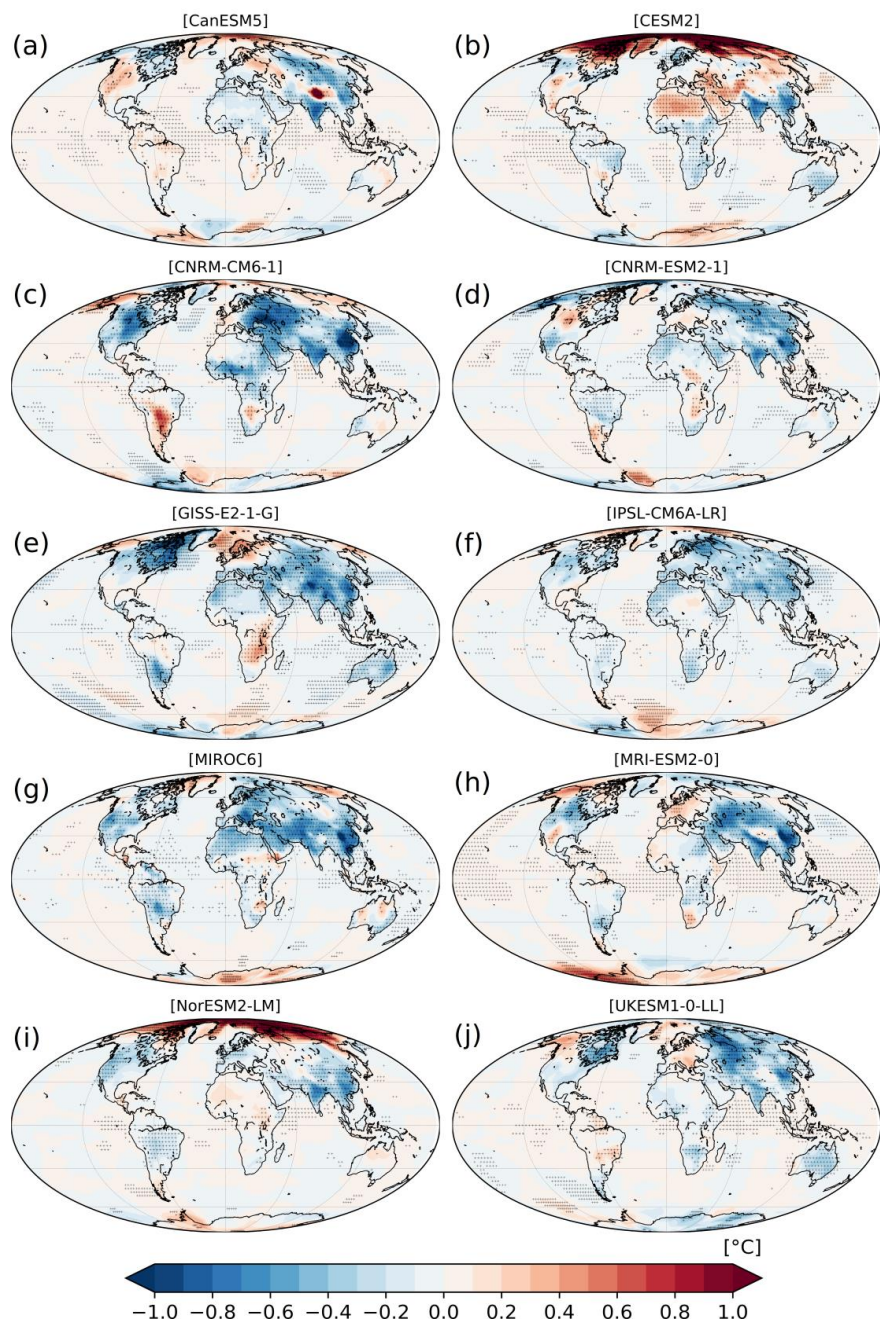 [CanESM5]
(a)
[CESM2]
(b)
[CNRM-CM6-1]
(c)
[CNRM-ESM2-1]
(d)
[GISS-E2-1-G]
(e)
[IPSL-CM6A-LR]
(f)
[MIROC6]
(g)
[MRI-ESM2-0]
(h)
[NorESM2-LM]
(i)
[UKESM1-0-LL]
(j)
[°C]
−1.0 −0.8 −0.6 −0.4 −0.2 0.0 0.2 0.4 0.6 0.8 1.0